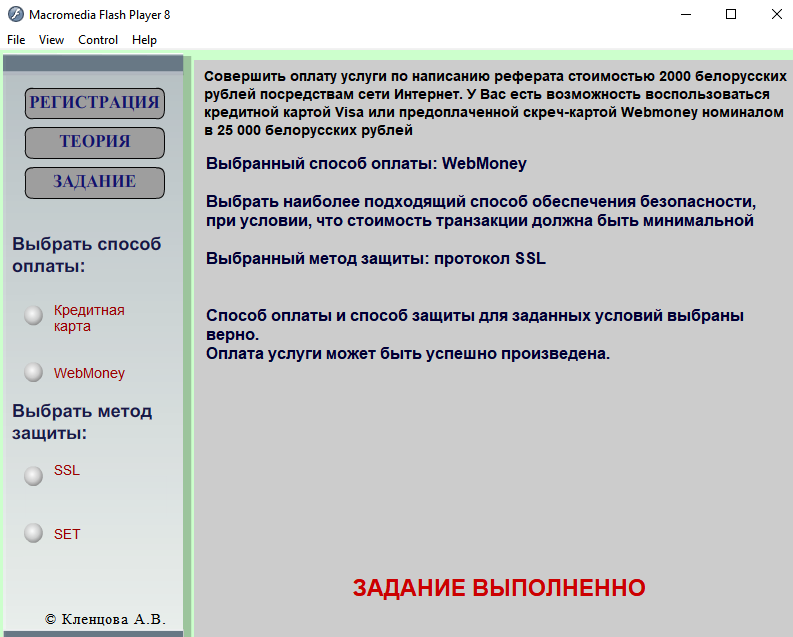 Macromedia Flash Player 8
File View Control Help
РЕГИСТРАЦИЯ
ТЕОРИЯ
ЗАДАНИЕ
Выбрать способ
оплаты:
Кредитная
карта
WebMoney
Выбрать метод
защиты:
SSL
SET
© Кленцова А.В.
Совершить оплату услуги по написанию реферата стоимостью 2000 белорусских
рублей посредствам сети Интернет. У Вас есть возможность воспользоваться
кредитной картой Visa или предоплаченной скреч-картой Webmoney номиналом
в 25 000 белорусских рублей
Выбранный способ оплаты: WebMoney
Выбрать наиболее подходящий способ обеспечения безопасности,
при условии, что стоимость транзакции должна быть минимальной
Выбранный метод защиты: протокол SSL
Способ оплаты и способ защиты для заданных условий выбраны
верно.
Оплата услуги может быть успешно произведена.
ЗАДАНИЕ ВЫПОЛНЕННО